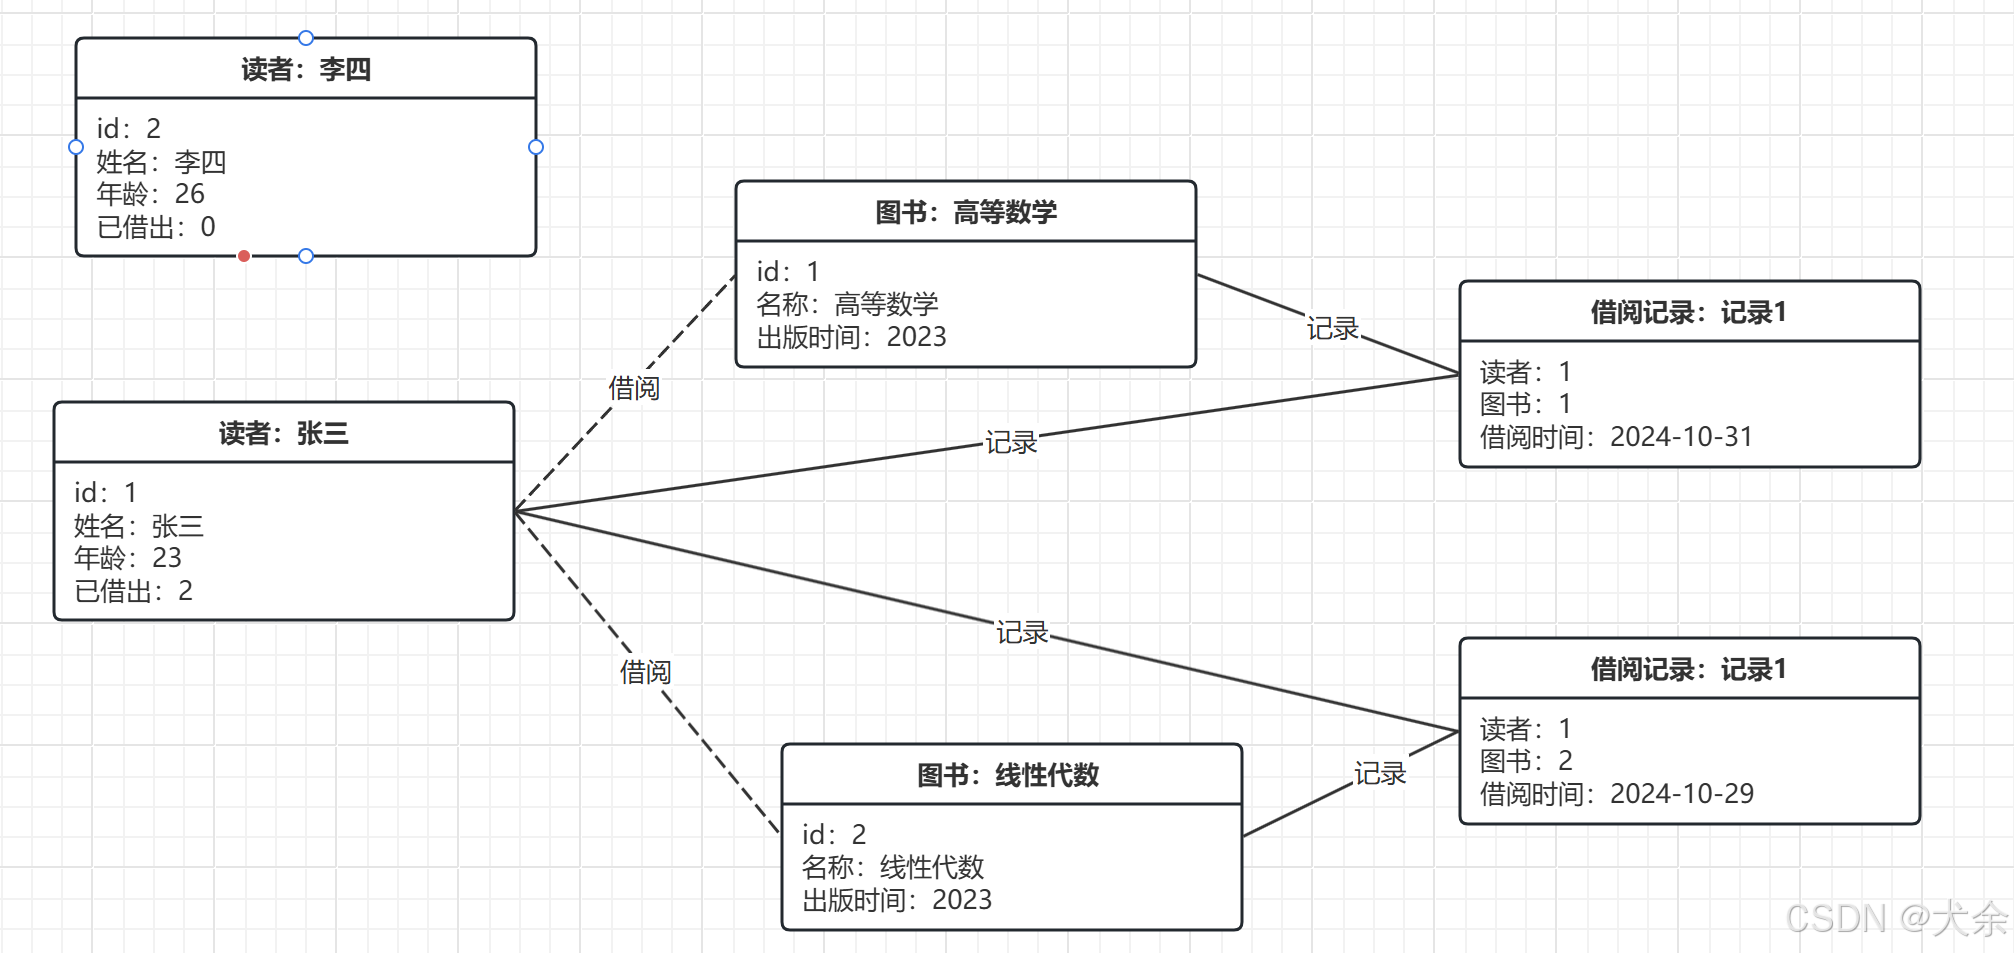 读者：李四
id：2
姓名：李四
年龄：26
已借出：0
图书：高等数学
id：1
名称：高等数学
出版时间：2023
借阅记录：记录1
读者：1
图书：1
借阅时间：2024-10-31
记录
借阅
记录
读者：张三
id：1
姓名：张三
年龄：23
已借出：2
记录
借阅
借阅记录：记录1
读者：1
图书：2
借阅时间：2024-10-29
记录
图书：线性代数
id：2
名称：线性代数
出版时间：2023
CSDN @犬余